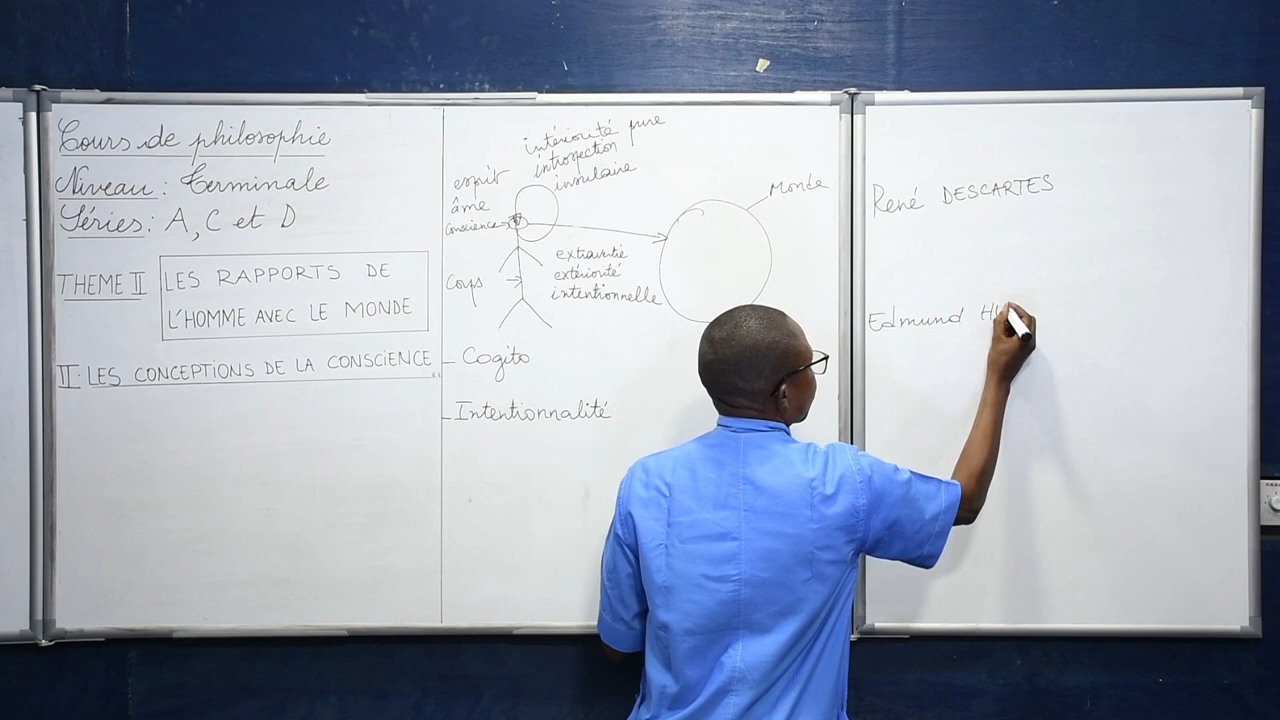 Cours de philosophie
Niveau : Terminale
Séries : A, C et D
THEME II
LES RAPPORTS DE
L'HOMME AVEC LE MONDE
II. LES CONCEPTIONS DE LA CONSCIENCE
intériorité pure
introspection
insulaire
esprit
âme
conscience
Corps
extravertie
extériorité
intentionnelle
Monde
- Cogito
- Intentionnalité
René DESCARTES
Edmund HU